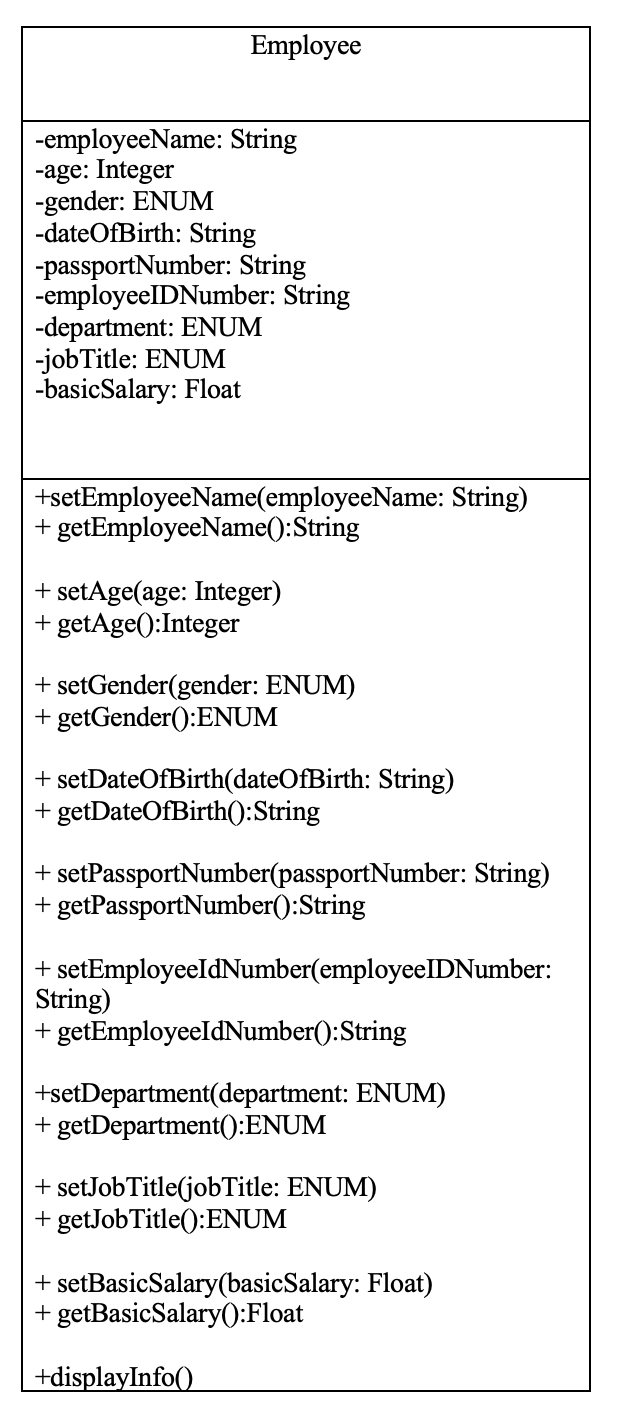 Employee
-employeeName: String
-age: Integer
-gender: ENUM
-dateOfBirth: String
-passportNumber: String
-employeeIDNumber: String
-department: ENUM
-jobTitle: ENUM
-basicSalary: Float
+setEmployeeName(employeeName: String)
+ getEmployeeName():String
+ setAge(age: Integer)
+ getAge():Integer
+ setGender(gender: ENUM)
+ getGender():ENUM
+ setDateOfBirth(dateOfBirth: String)
+ getDateOfBirth():String
+ setPassportNumber(passportNumber: String)
+ getPassportNumber():String
+ setEmployeeIdNumber(employeeIDNumber:
String)
+ getEmployeeIdNumber():String
+setDepartment(department: ENUM)
+ getDepartment():ENUM
+ setJobTitle(jobTitle: ENUM)
+ getJobTitle():ENUM
+ setBasicSalary(basicSalary: Float)
+ getBasicSalary():Float
+displayInfo()